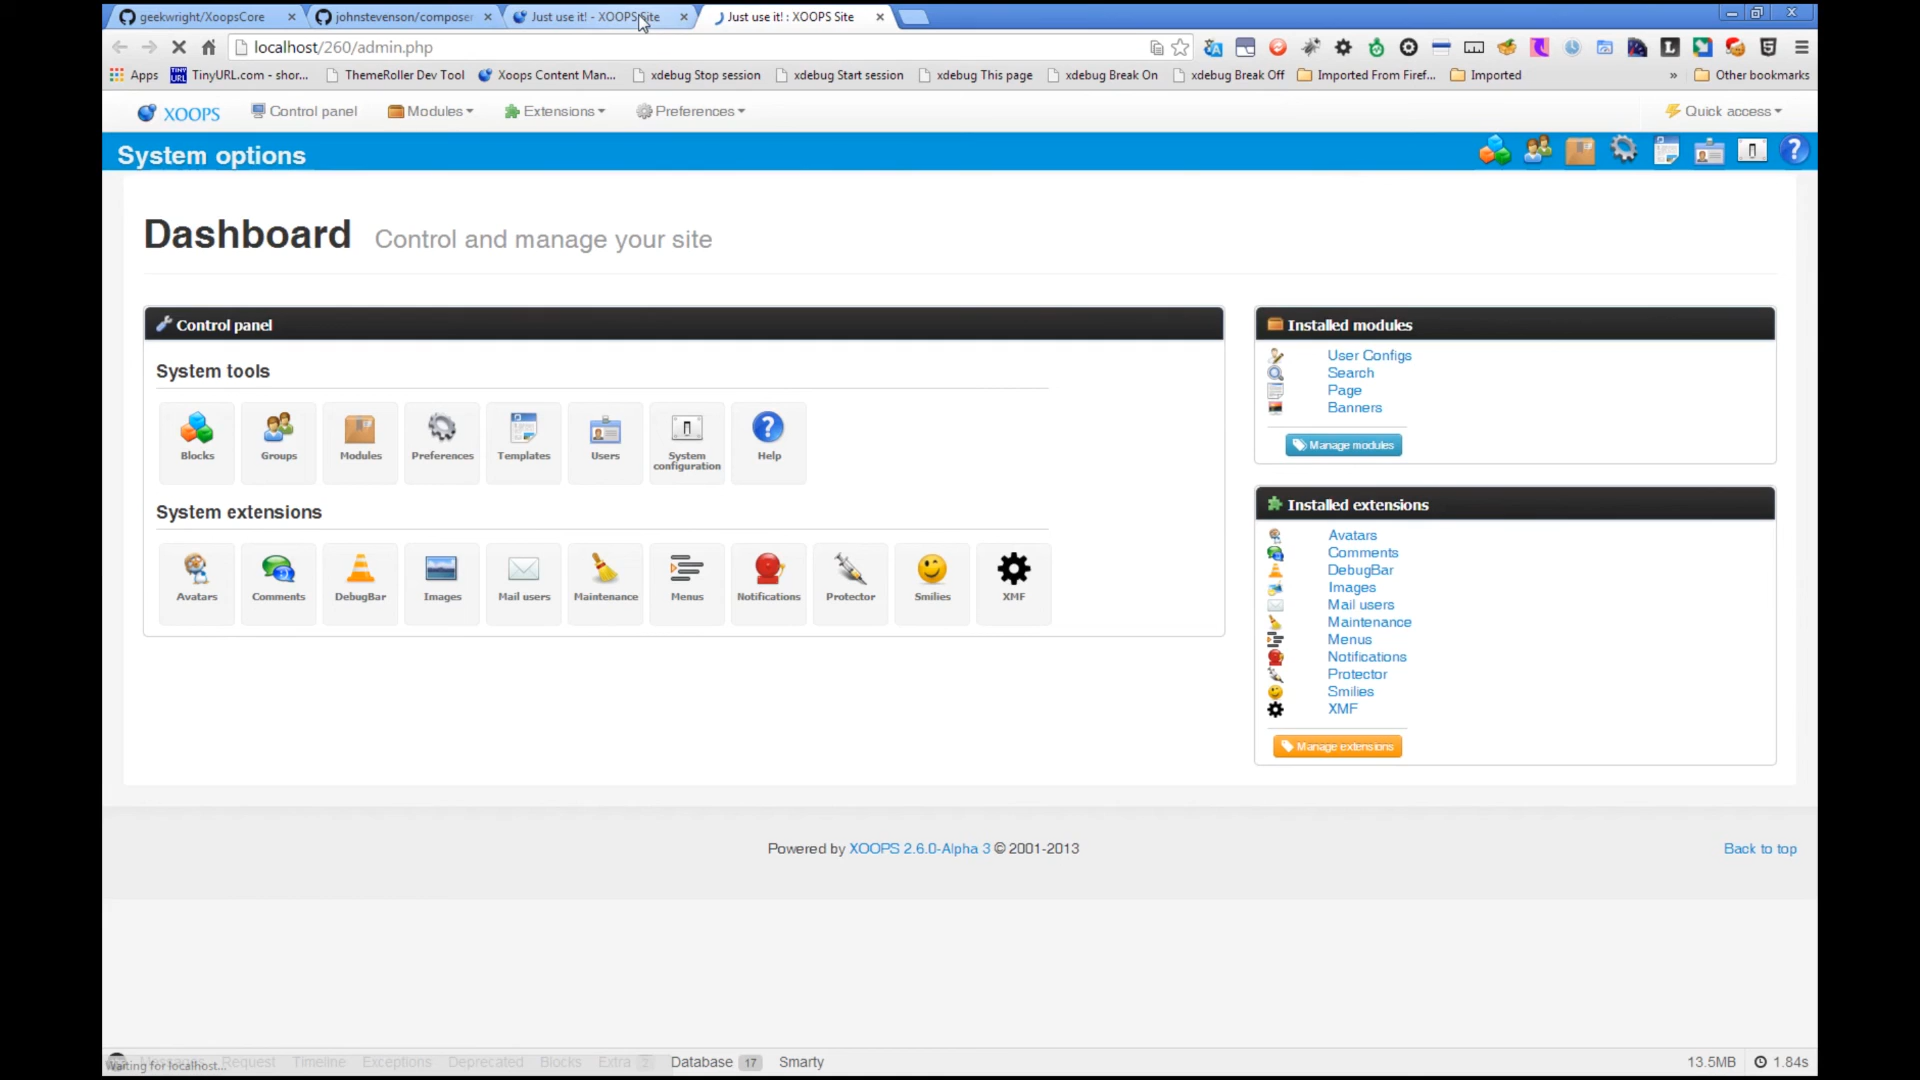 geekwright/XoopsCore
johnstevenson/composer
Just use it! - XOOPS Site
Just use it! : XOOPS Site
localhost/260/admin.php
Apps
TinyURL.com - shor...
ThemeRoller Dev Tool
Xoops Content Man...
xdebug Stop session
xdebug Start session
xdebug This page
xdebug Break On
xdebug Break Off
Imported From Firef...
Imported
»
Other bookmarks
XOOPS
Control panel
Modules
Extensions
Preferences
Quick access
System options
Dashboard Control and manage your site
Control panel
System tools
Blocks
Groups
Modules
Preferences
Templates
Users
System
configuration
Help
System extensions
Avatars
Comments
DebugBar
Images
Mail users
Maintenance
Menus
Notifications
Protector
Smilies
XMF
Installed modules
User Configs
Search
Page
Banners
Manage modules
Installed extensions
Avatars
Comments
DebugBar
Images
Mail users
Maintenance
Menus
Notifications
Protector
Smilies
XMF
Manage extensions
Powered by XOOPS 2.6.0-Alpha 3 © 2001-2013
Back to top
Waiting for localhost...
Request
Timeline
Exceptions
Deprecated
Blocks
Extra
Database 17
Smarty
13.5MB
1.84s